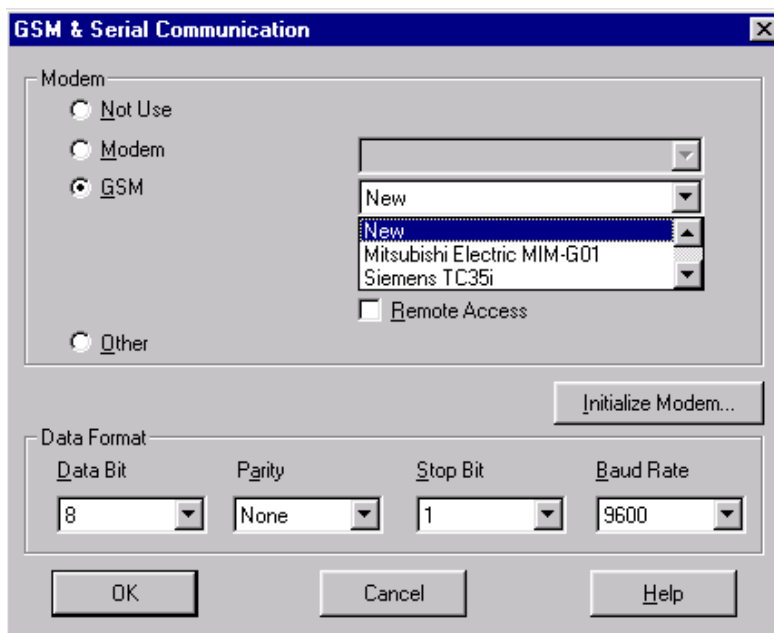 GSM & Serial Communication
Modem
Not Use
Modem
GSM
New
New
Mitsubishi Electric MIM-G01
Siemens TC35i
Remote Access
Other
Initialize Modem...
Data Format
Data Bit Parity Stop Bit Baud Rate
8 None 1 9600
OK Cancel Help